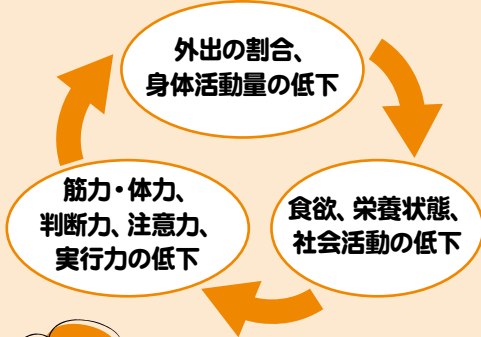 外出の割合、
身体活動量の低下
食欲、栄養状態、
社会活動の低下
筋力・体力、
判断力、注意力、
実行力の低下